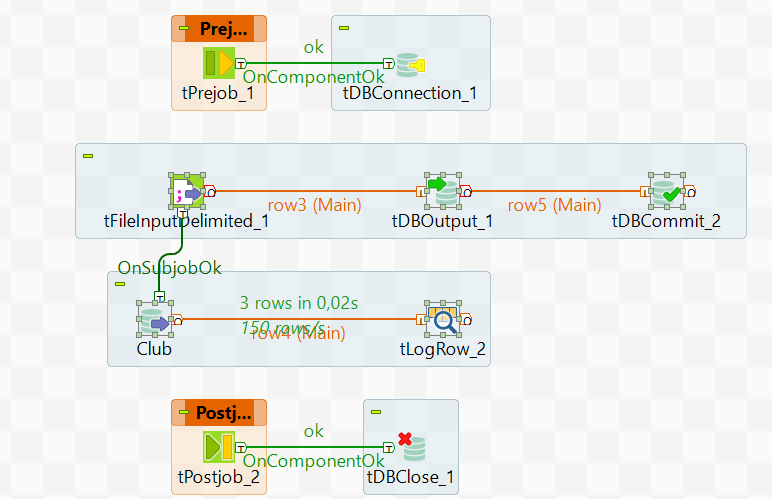 Prej...
ok
OnComponentOk
tPrejob_1
tDBConnection_1
row3 (Main)
row5 (Main)
tFileInputDelimited_1
tDBOutput_1
tDBCommit_2
OnSubjobOk
3 rows in 0,02s
150 rows/s
row4 (Main)
Club
tLogRow_2
Postj...
ok
OnComponentOk
tPostjob_2
tDBClose_1